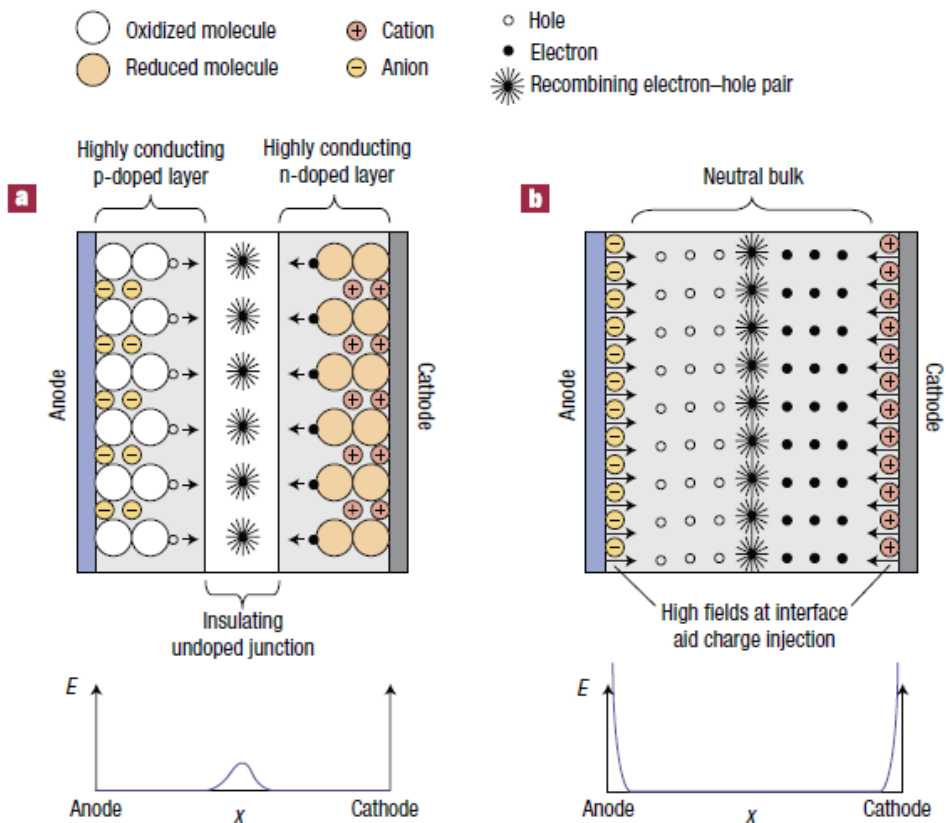 Oxidized molecule
Reduced molecule
+ Cation
− Anion
Hole
Electron
Recombining electron–hole pair
a
Highly conducting
p-doped layer
Highly conducting
n-doped layer
Anode
Cathode
Insulating
undoped junction
E
Anode
x
Cathode
b
Neutral bulk
Anode
Cathode
High fields at interface
aid charge injection
E
Anode
x
Cathode